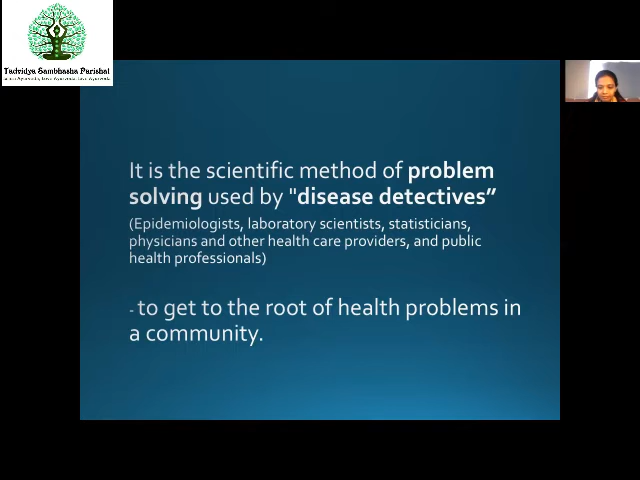 Tadvidya Sambhasha Parishat
It is the scientific method of problem
solving used by "disease detectives”
(Epidemiologists, laboratory scientists, statisticians,
physicians and other health care providers, and public
health professionals)
- to get to the root of health problems in
a community.